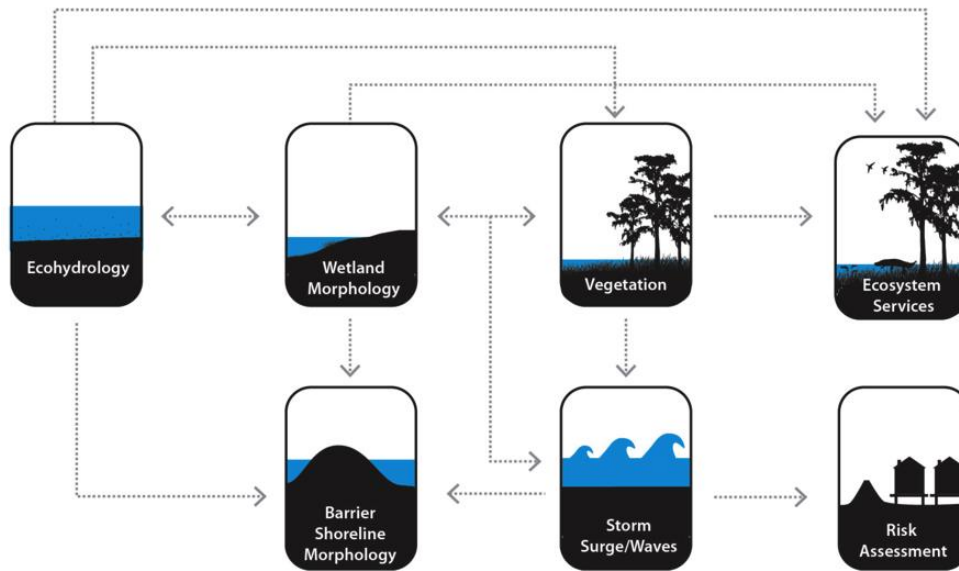 Ecohydrology
Wetland
Morphology
Vegetation
Ecosystem
Services
Barrier
Shoreline
Morphology
Storm
Surge/Waves
Risk
Assessment